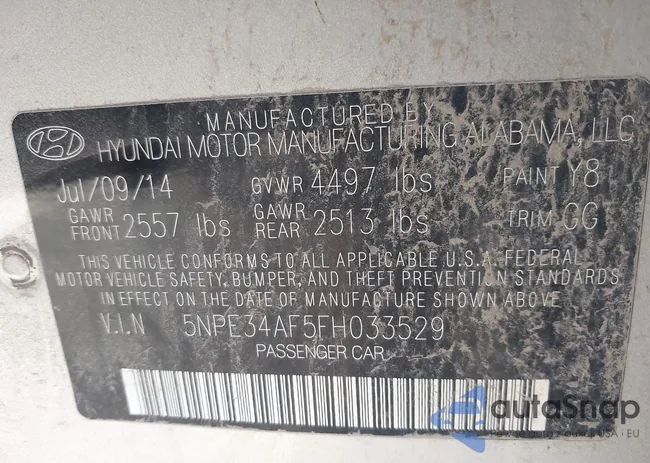 MANUFACTURED BY
HYUNDAI MOTOR MANUFACTURING ALABAMA, LLC
Jul/09/14 GVWR 4497 lbs PAINT Y8
GAWR FRONT 2557 lbs GAWR REAR 2513 lbs TRIM GG
THIS VEHICLE CONFORMS TO ALL APPLICABLE U.S.A. FEDERAL
MOTOR VEHICLE SAFETY, BUMPER, AND THEFT PREVENTION STANDARDS
IN EFFECT ON THE DATE OF MANUFACTURE SHOWN ABOVE.
V.I.N 5NPE34AF5FH033529
PASSENGER CAR
autoSnap
USA · EU